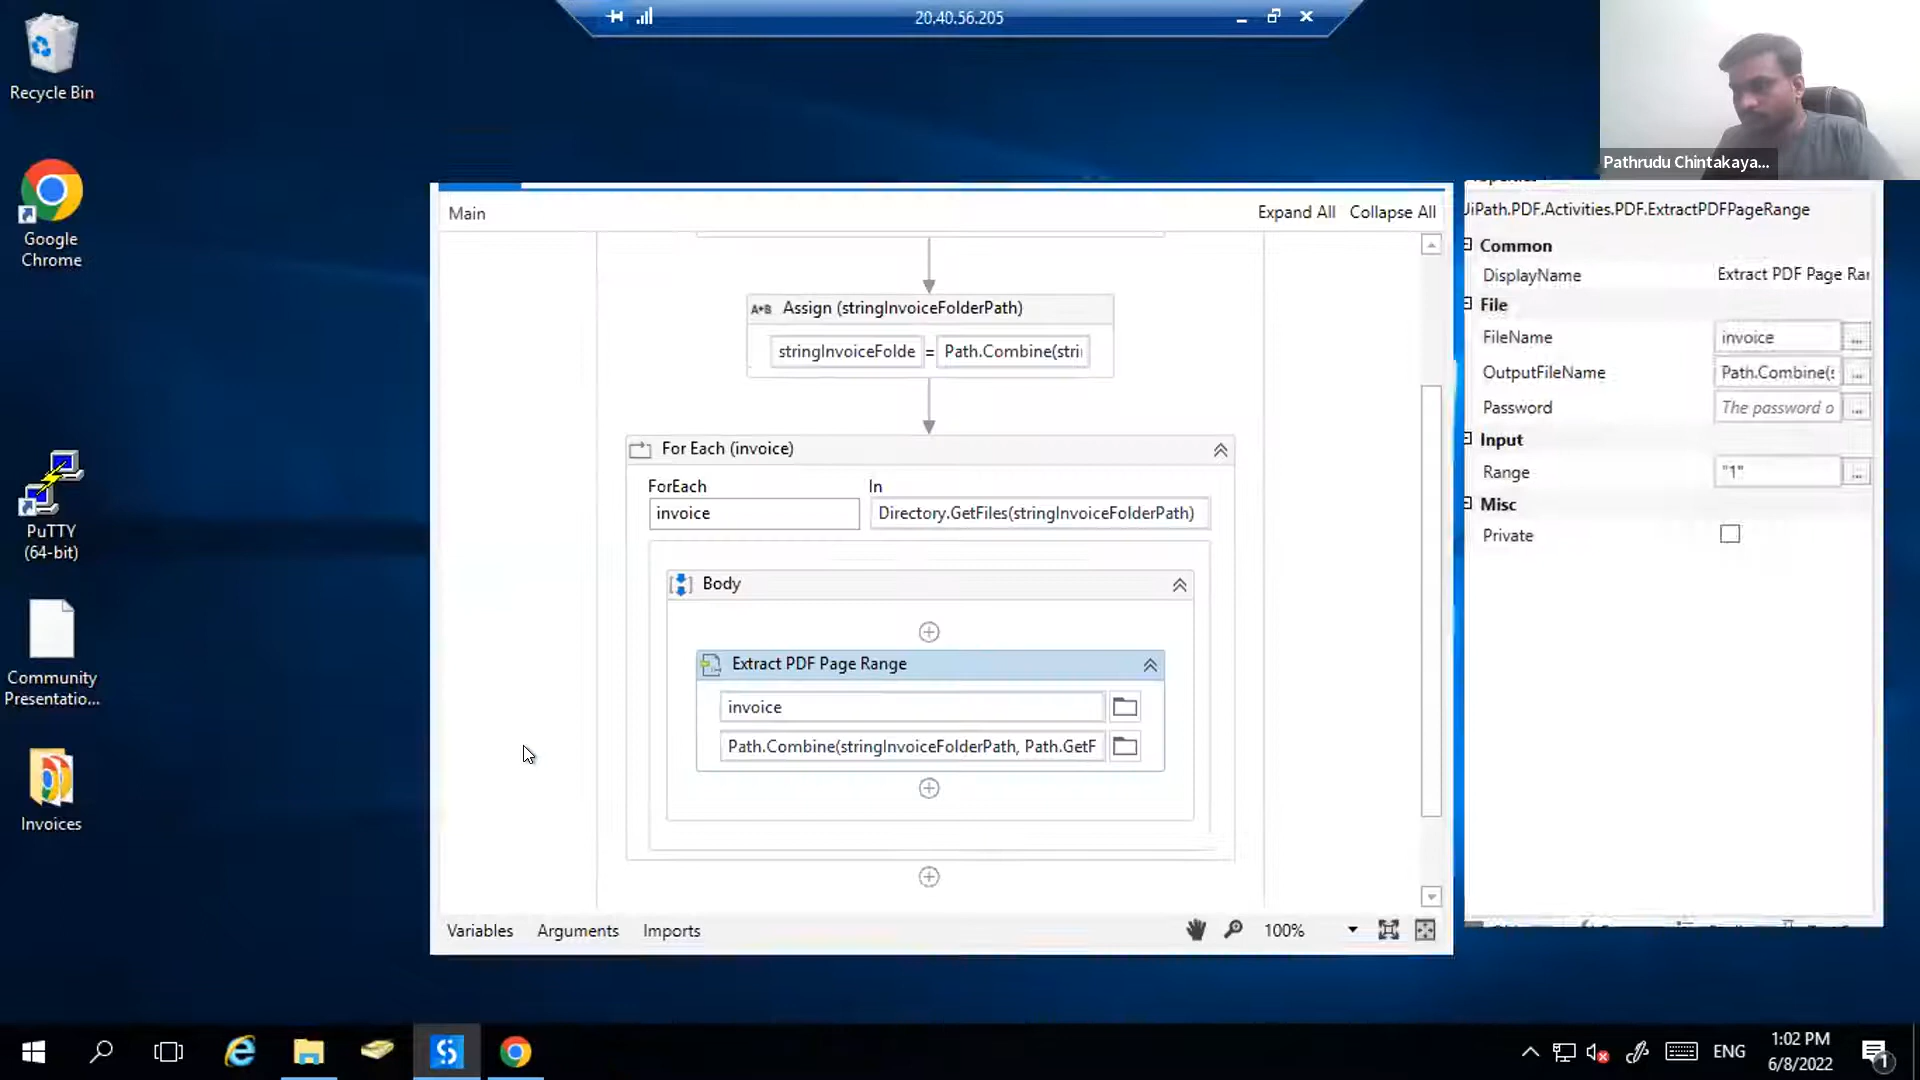 20.40.56.205
Pathrudu Chintakaya...
Recycle Bin
Google
Chrome
PuTTY
(64-bit)
Community
Presentatio...
Invoices
Main
Expand All
Collapse All
A+B Assign (stringInvoiceFolderPath)
stringInvoiceFolde = Path.Combine(stri
For Each (invoice)
ForEach
In
invoice
Directory.GetFiles(stringInvoiceFolderPath)
Body
Extract PDF Page Range
invoice
Path.Combine(stringInvoiceFolderPath, Path.GetF
Variables
Arguments
Imports
100%
UiPath.PDF.Activities.PDF.ExtractPDFPageRange
Common
DisplayName
Extract PDF Page Rar
File
FileName
invoice
...
OutputFileName
Path.Combine(s
...
Password
The password o
...
Input
Range
"1"
...
Misc
Private
ENG
1:02 PM
6/8/2022
1